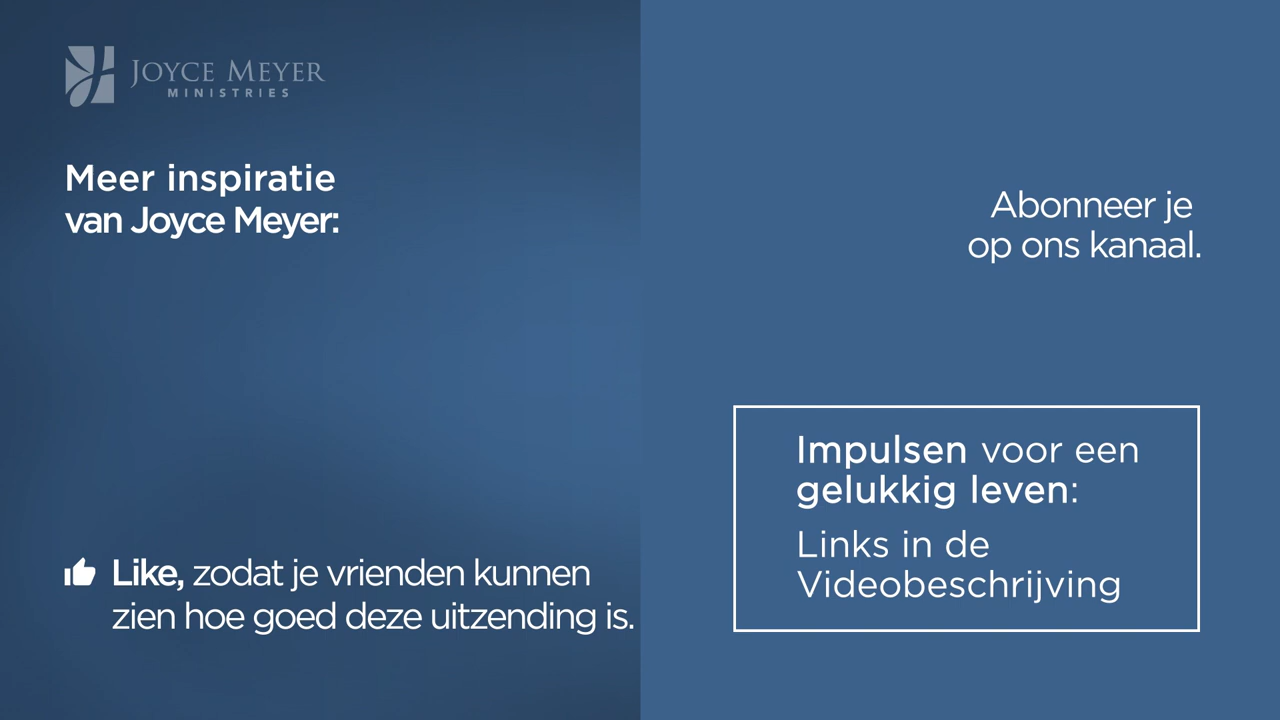 JOYCE MEYER
MINISTRIES
Meer inspiratie
van Joyce Meyer:
Like, zodat je vrienden kunnen
zien hoe goed deze uitzending is.
Abonneer je
op ons kanaal.
Impulsen voor een
gelukkig leven:
Links in de
Videobeschrijving